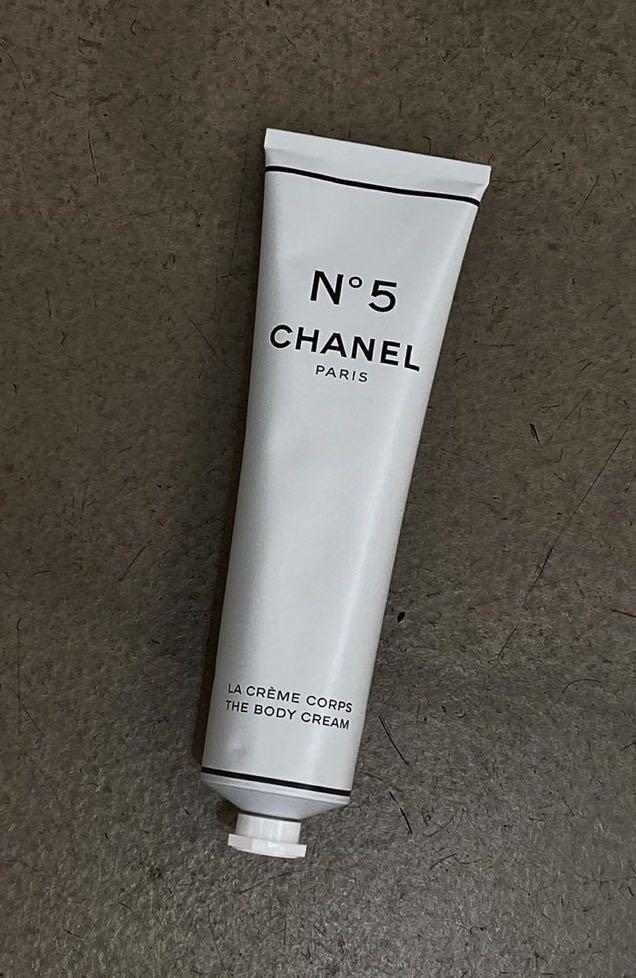 N°5
CHANEL
PARIS
LA CRÈME CORPS
THE BODY CREAM